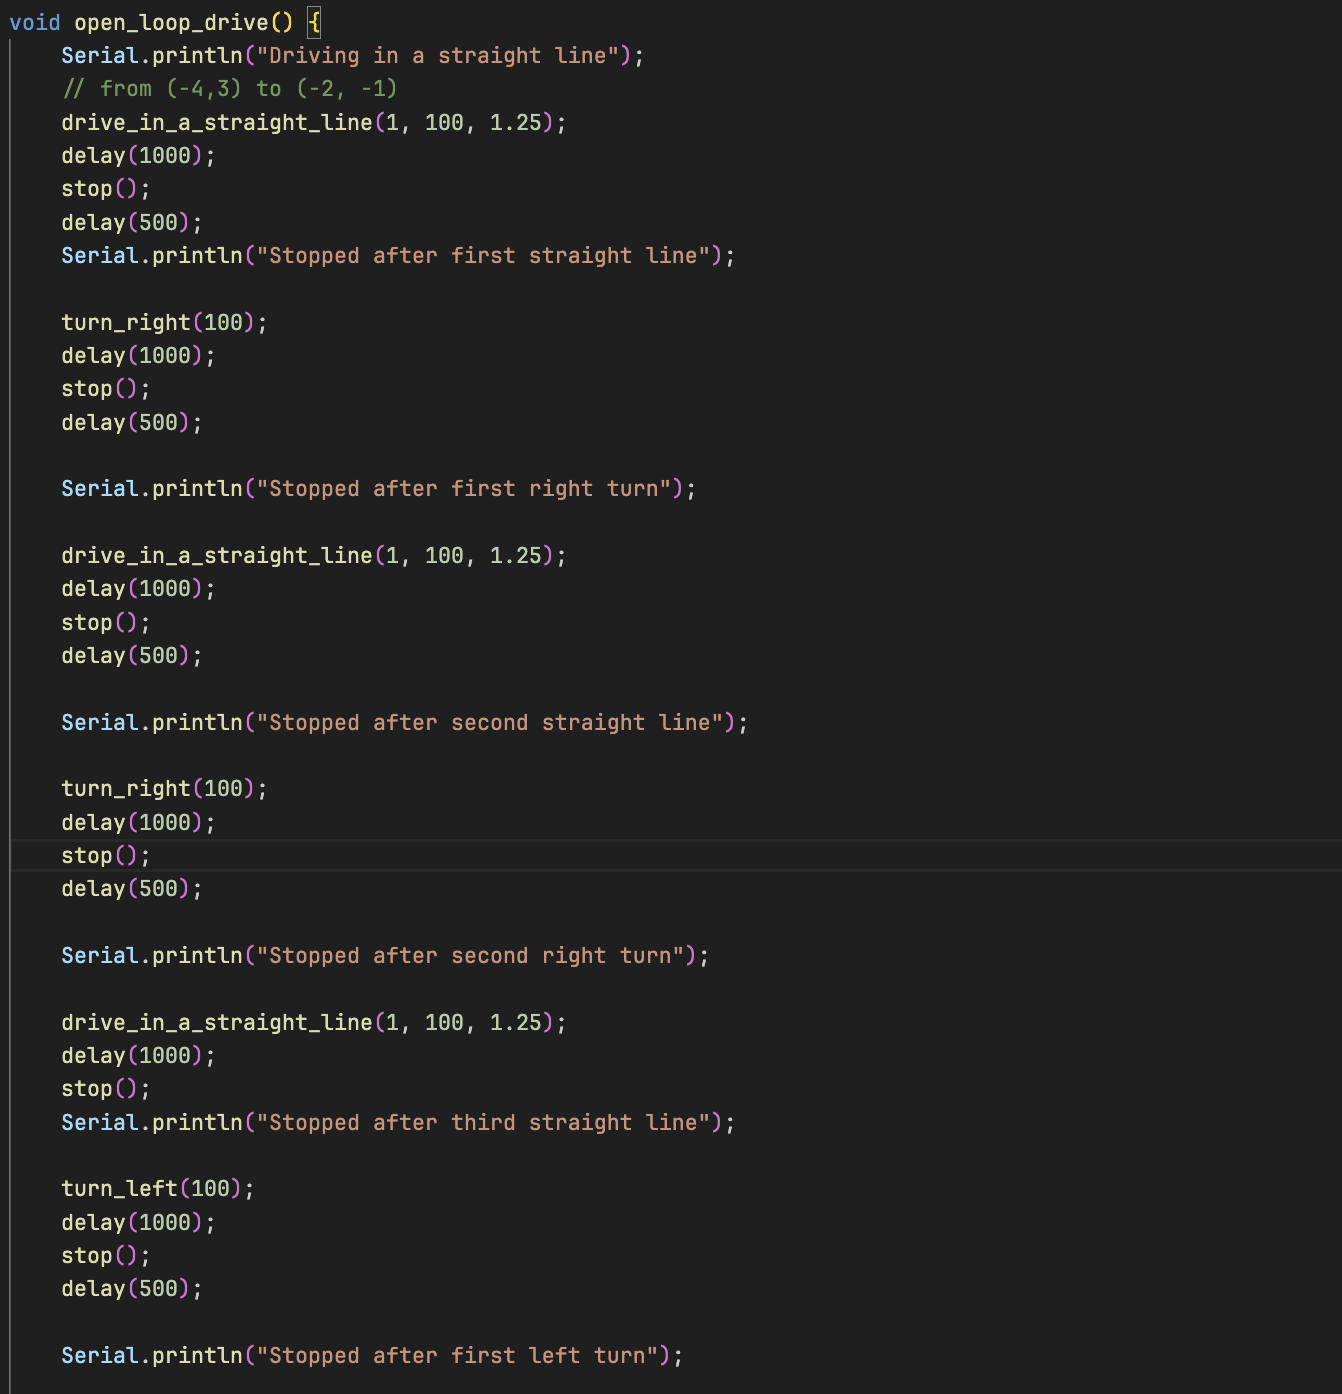 void open_loop_drive() {
    Serial.println("Driving in a straight line");
    // from (-4,3) to (-2, -1)
    drive_in_a_straight_line(1, 100, 1.25);
    delay(1000);
    stop();
    delay(500);
    Serial.println("Stopped after first straight line");

    turn_right(100);
    delay(1000);
    stop();
    delay(500);

    Serial.println("Stopped after first right turn");

    drive_in_a_straight_line(1, 100, 1.25);
    delay(1000);
    stop();
    delay(500);

    Serial.println("Stopped after second straight line");

    turn_right(100);
    delay(1000);
    stop();
    delay(500);

    Serial.println("Stopped after second right turn");

    drive_in_a_straight_line(1, 100, 1.25);
    delay(1000);
    stop();
    Serial.println("Stopped after third straight line");

    turn_left(100);
    delay(1000);
    stop();
    delay(500);

    Serial.println("Stopped after first left turn");